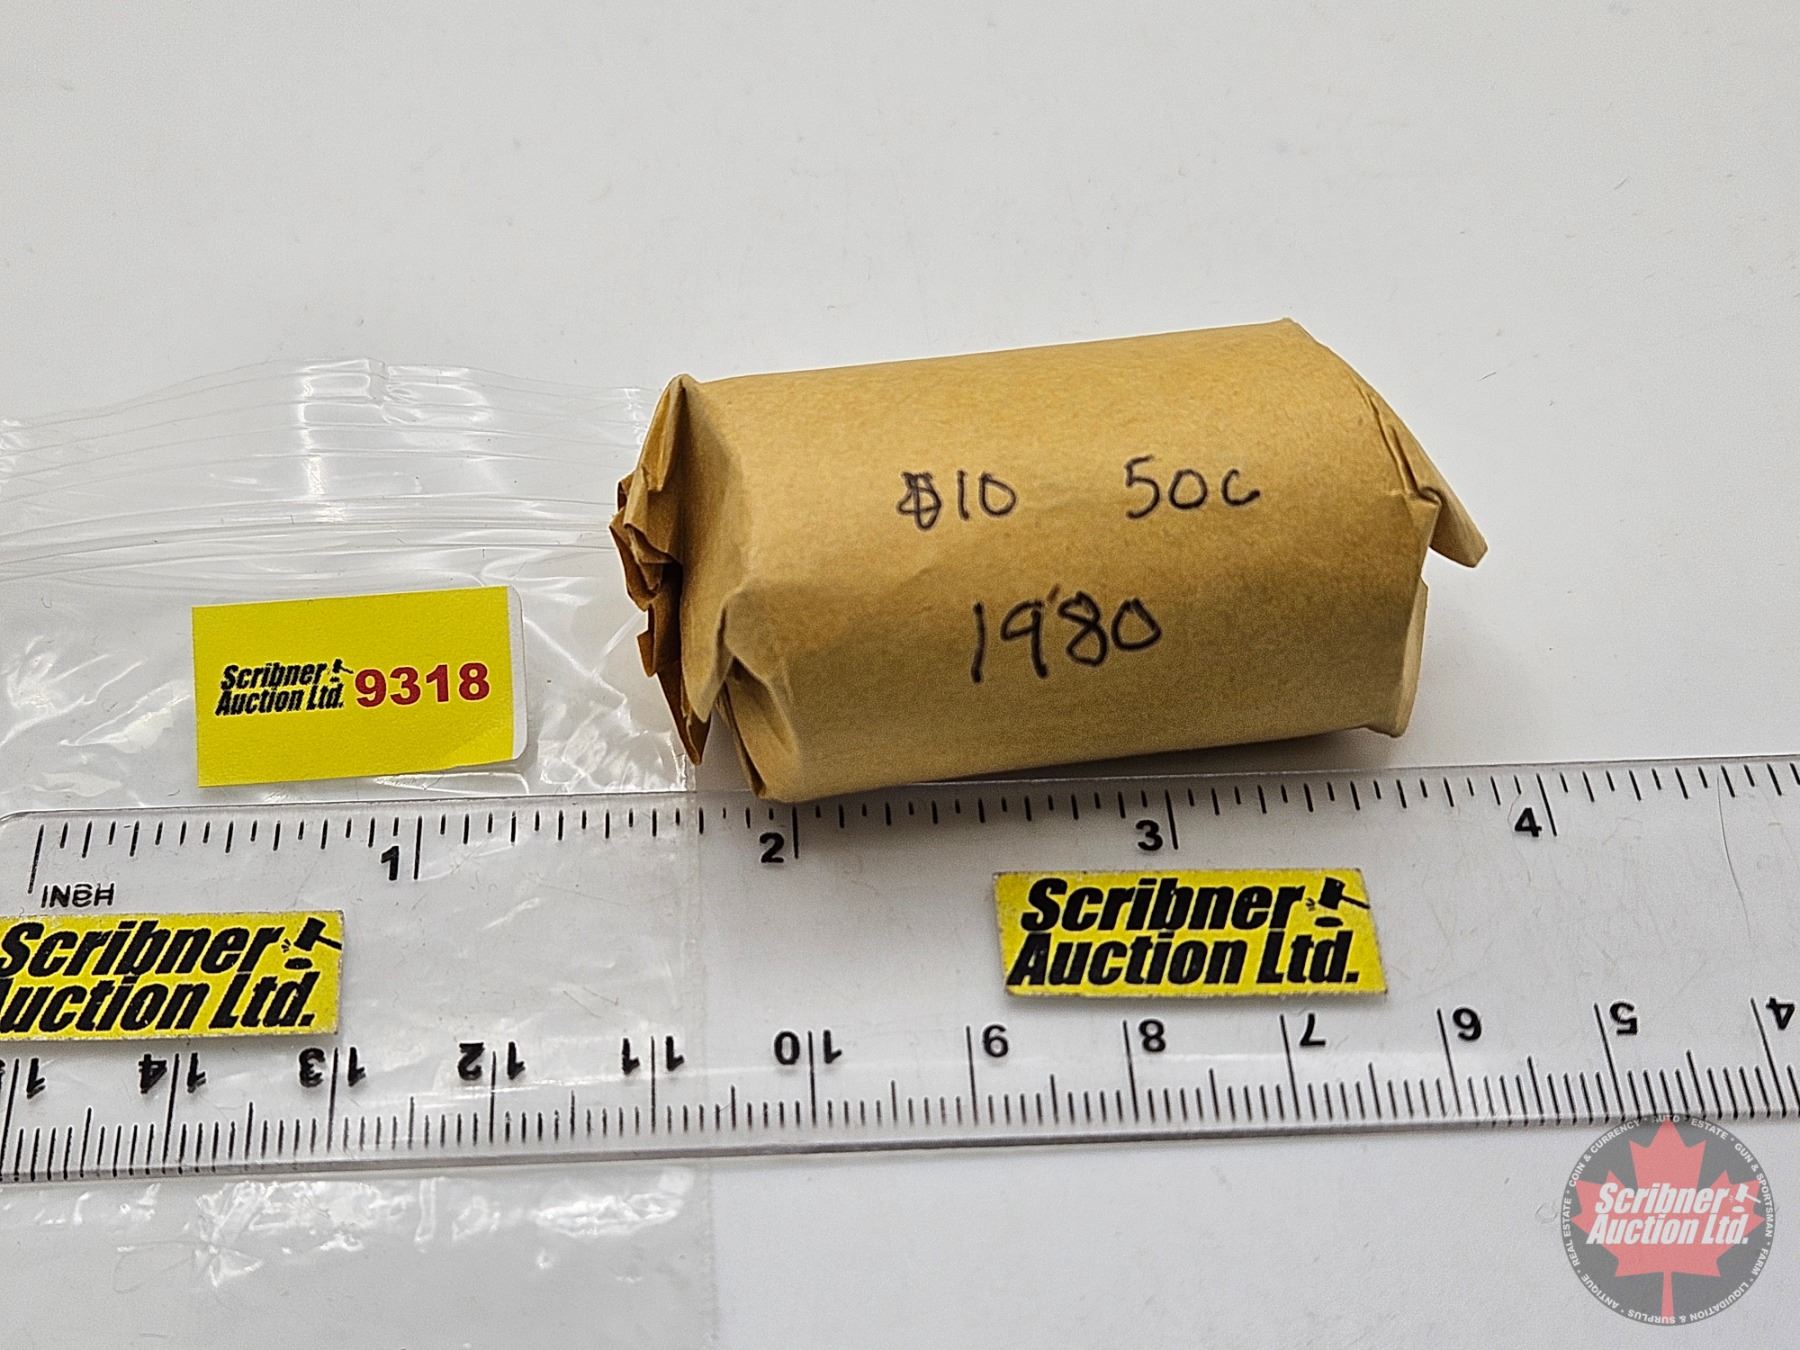 $10 50c
1980
Scribner
Auction Ltd.
9318
1 2 3 4
INCH
Scribner
Auction Ltd.
Scribner
Auction Ltd.
14 13 12 11 10 9 8 7 6 5 4
COIN & CURRENCY · AUTO · ESTATE · GUN & SPORTSMAN · FARM · LIQUIDATION & SURPLUS · ANTIQUE · REAL ESTATE ·
Scribner
Auction Ltd.